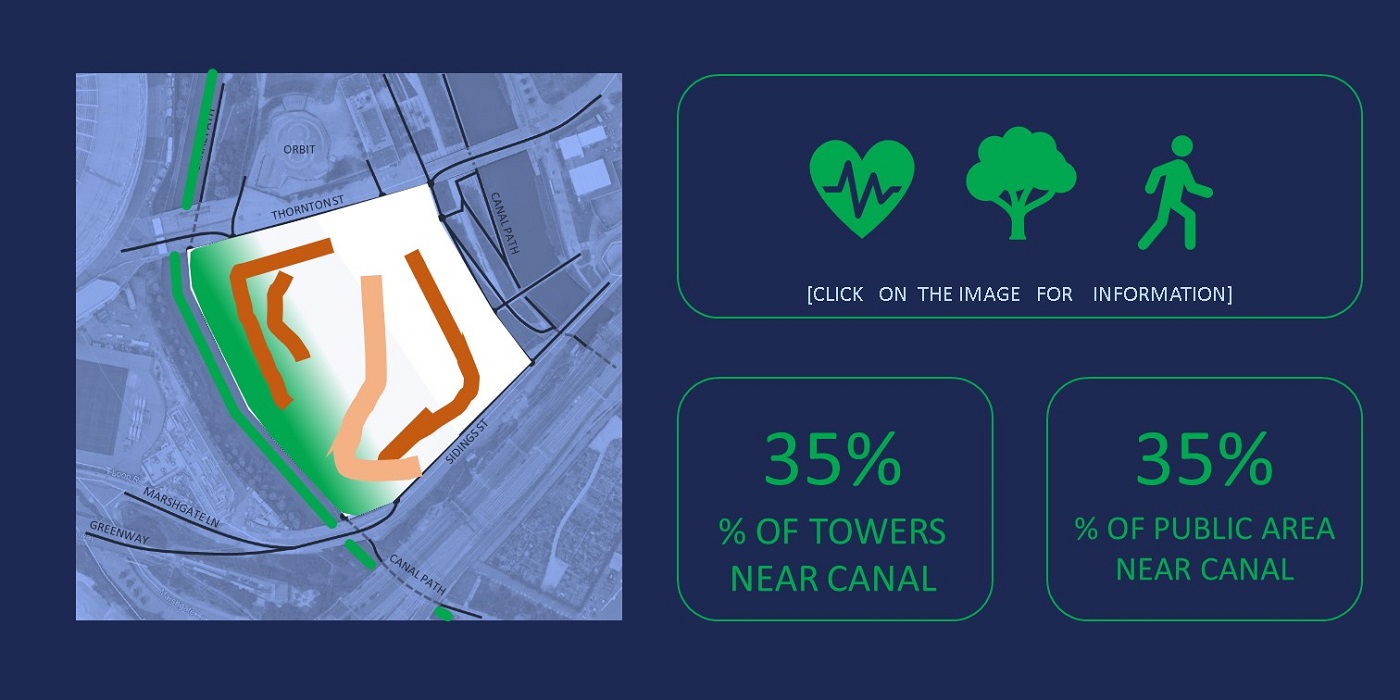 ORBIT
THORNTON ST
CANAL PATH
SIDINGS ST
MARSHGATE LN
GREENWAY
CANAL PATH
[CLICK ON THE IMAGE FOR INFORMATION]
35%
% OF TOWERS
NEAR CANAL
35%
% OF PUBLIC AREA
NEAR CANAL